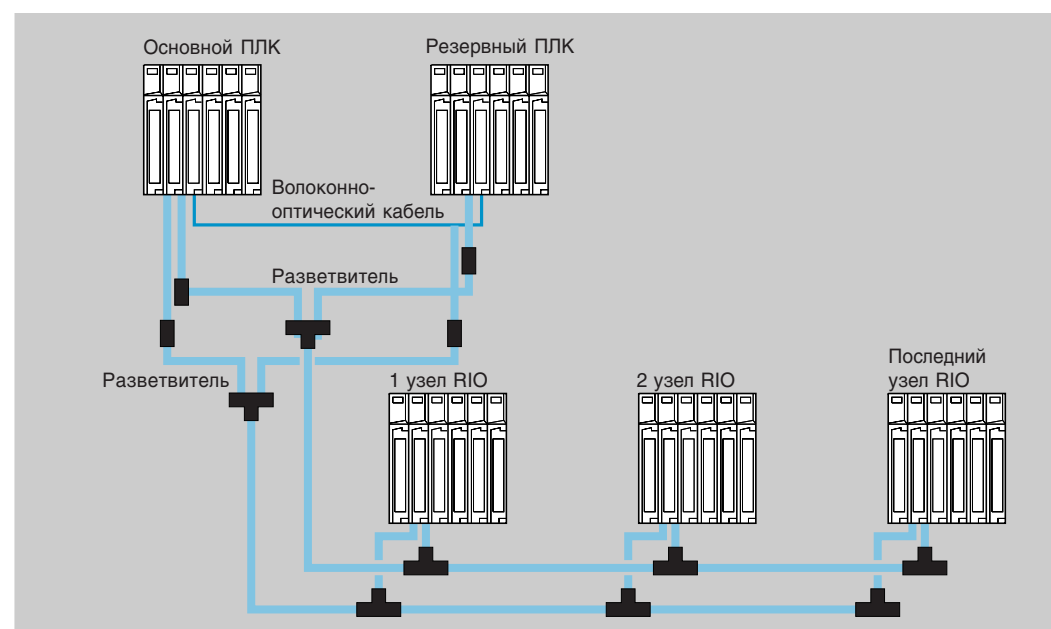 Основной ПЛК
Резервный ПЛК
Волоконно-
оптический кабель
Разветвитель
Разветвитель
1 узел RIO
2 узел RIO
Последний
узел RIO